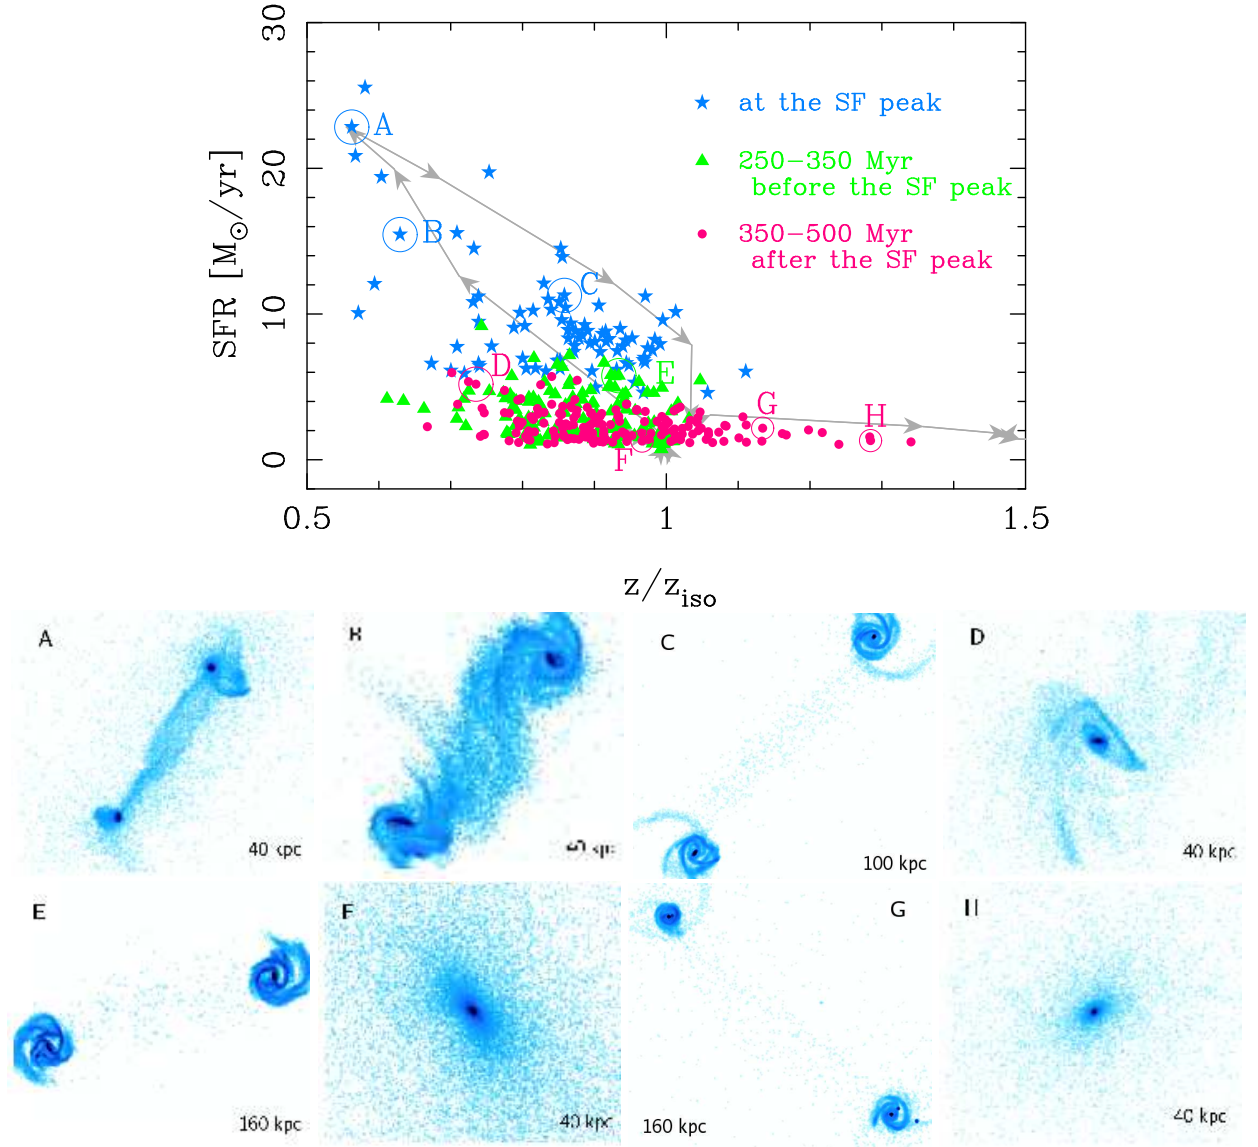 30
20
10
0
SFR [M⊙/yr]
A
B
C
D
E
F
G
H
at the SF peak
250−350 Myr
before the SF peak
350−500 Myr
after the SF peak
0.5
1
1.5
z/z_iso
A
40 kpc
B
C
100 kpc
D
40 kpc
E
160 kpc
F
40 kpc
G
160 kpc
H
40 kpc